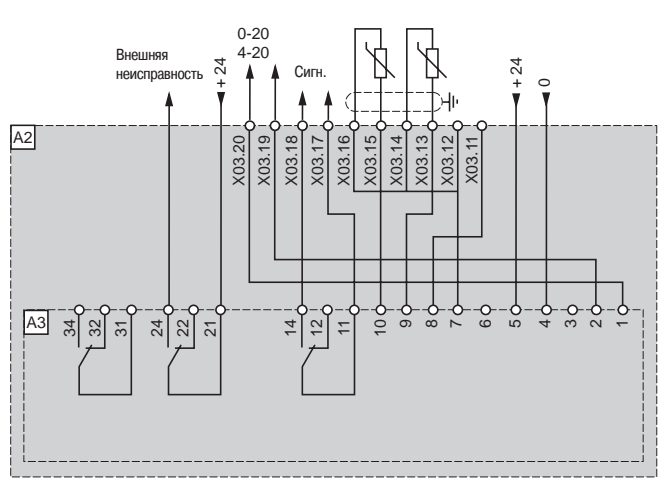 0-20
4-20
Внешняя
неисправность
+ 24
Сигн.
+ 24
0
A2
X03.20
X03.19
X03.18
X03.17
X03.16
X03.15
X03.14
X03.13
X03.12
X03.11
A3
34
32
31
24
22
21
14
12
11
10
9
8
7
6
5
4
3
2
1